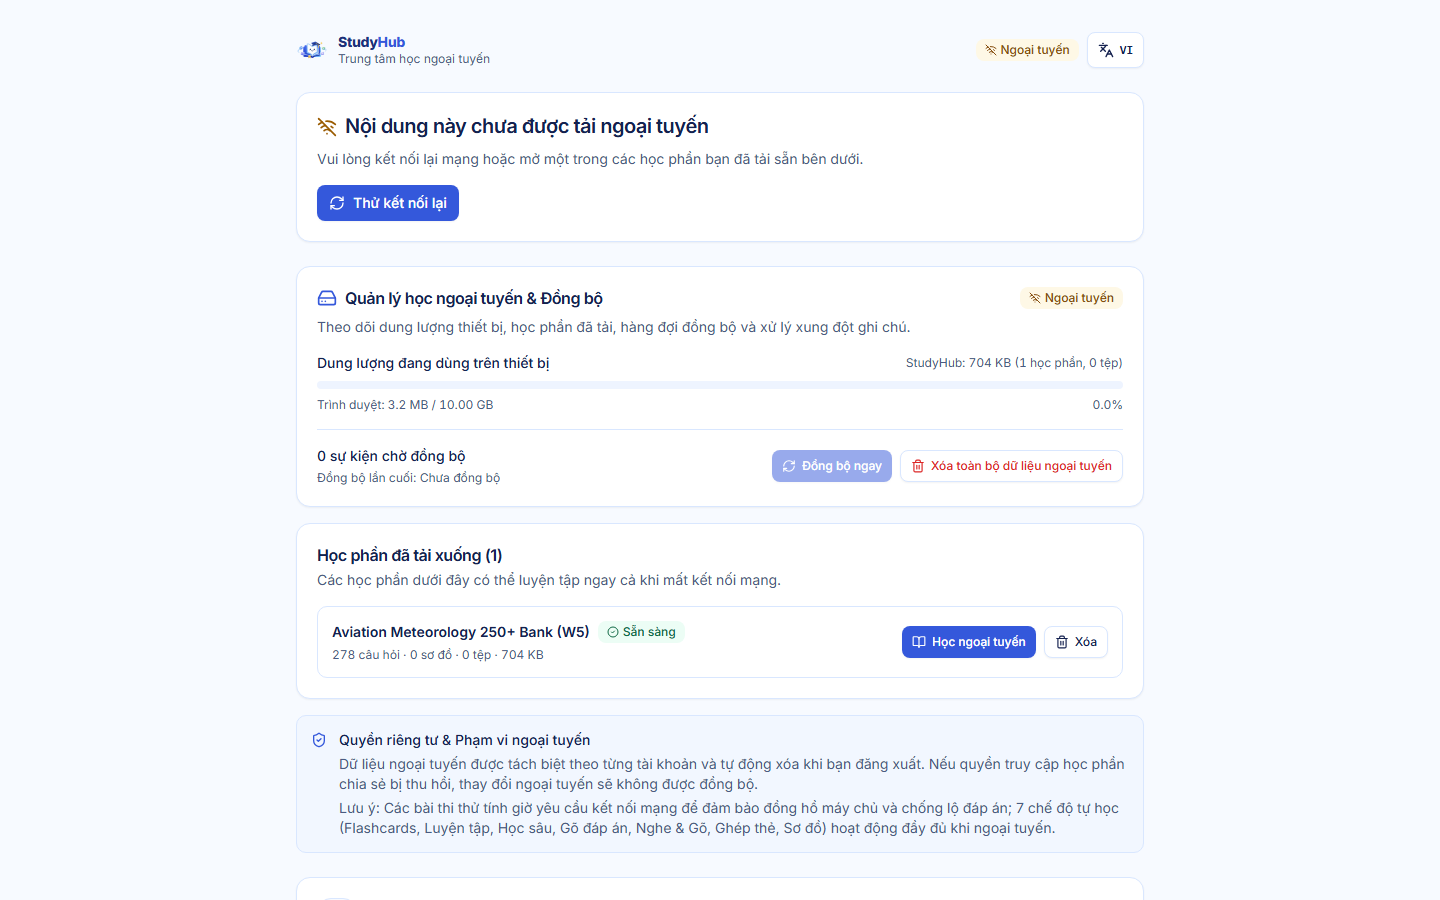 StudyHub
Trung tâm học ngoại tuyến
Ngoại tuyến
VI
Nội dung này chưa được tải ngoại tuyến
Vui lòng kết nối lại mạng hoặc mở một trong các học phần bạn đã tải sẵn bên dưới.
Thử kết nối lại
Quản lý học ngoại tuyến & Đồng bộ
Ngoại tuyến
Theo dõi dung lượng thiết bị, học phần đã tải, hàng đợi đồng bộ và xử lý xung đột ghi chú.
Dung lượng đang dùng trên thiết bị
StudyHub: 704 KB (1 học phần, 0 tệp)
Trình duyệt: 3.2 MB / 10.00 GB
0.0%
0 sự kiện chờ đồng bộ
Đồng bộ lần cuối: Chưa đồng bộ
Đồng bộ ngay
Xóa toàn bộ dữ liệu ngoại tuyến
Học phần đã tải xuống (1)
Các học phần dưới đây có thể luyện tập ngay cả khi mất kết nối mạng.
Aviation Meteorology 250+ Bank (W5)
Sẵn sàng
278 câu hỏi · 0 sơ đồ · 0 tệp · 704 KB
Học ngoại tuyến
Xóa
Quyền riêng tư & Phạm vi ngoại tuyến
Dữ liệu ngoại tuyến được tách biệt theo từng tài khoản và tự động xóa khi bạn đăng xuất. Nếu quyền truy cập học phần
chia sẻ bị thu hồi, thay đổi ngoại tuyến sẽ không được đồng bộ.
Lưu ý: Các bài thi thử tính giờ yêu cầu kết nối mạng để đảm bảo đồng hồ máy chủ và chống lộ đáp án; 7 chế độ tự học
(Flashcards, Luyện tập, Học sâu, Gõ đáp án, Nghe & Gõ, Ghép thẻ, Sơ đồ) hoạt động đầy đủ khi ngoại tuyến.